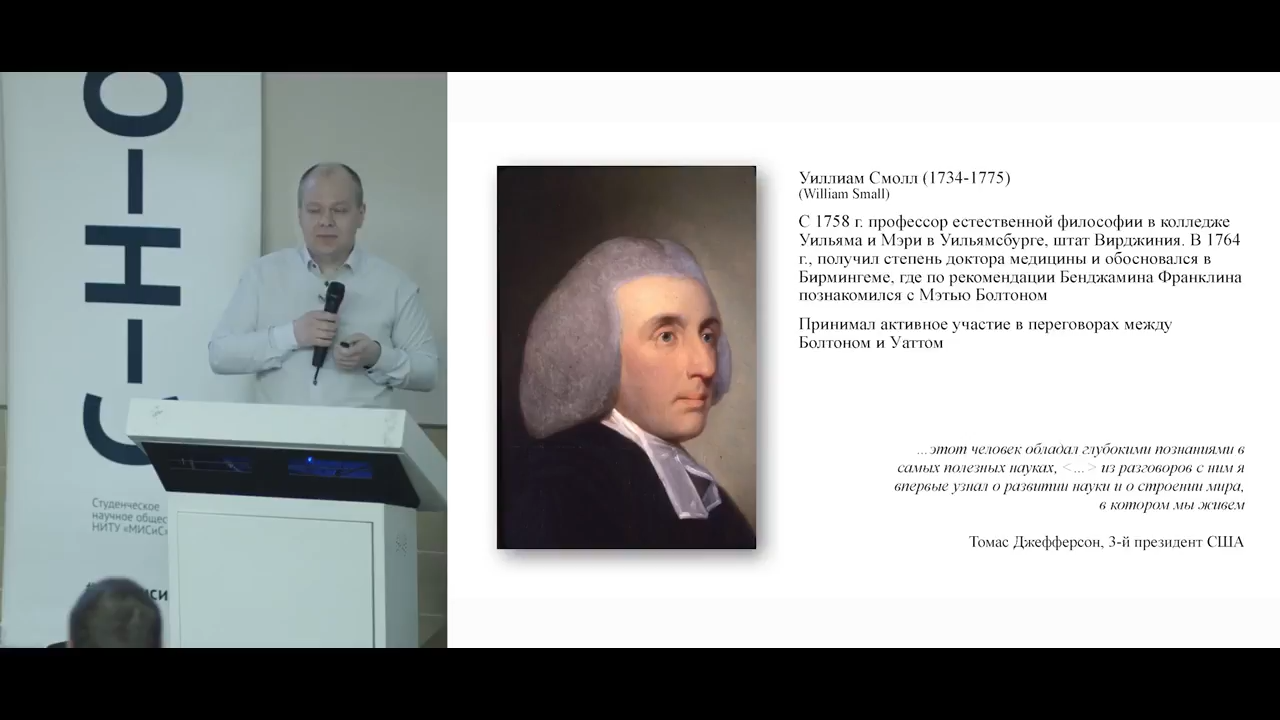 С-Н-О
Студенческое
научное общес
НИТУ «МИСиС»
Уиллиам Смолл (1734-1775)
(William Small)
С 1758 г. профессор естественной философии в колледже
Уильяма и Мэри в Уильямсбурге, штат Вирджиния. В 1764
г., получил степень доктора медицины и обосновался в
Бирмингеме, где по рекомендации Бенджамина Франклина
познакомился с Мэтью Болтоном
Принимал активное участие в переговорах между
Болтоном и Уаттом
...этот человек обладал глубокими познаниями в
самых полезных науках, <...> из разговоров с ним я
впервые узнал о развитии науки и о строении мира,
в котором мы живем
Томас Джефферсон, 3-й президент США